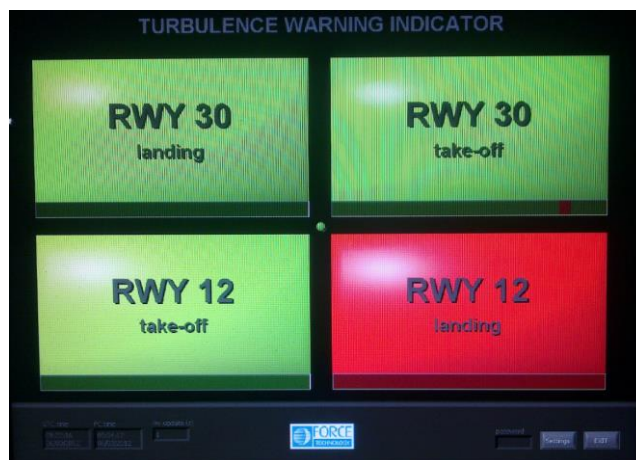 TURBULENCE WARNING INDICATOR
RWY 30
landing
RWY 30
take-off
RWY 12
take-off
RWY 12
landing
FORCE
TECHNOLOGY
Settings
EXIT